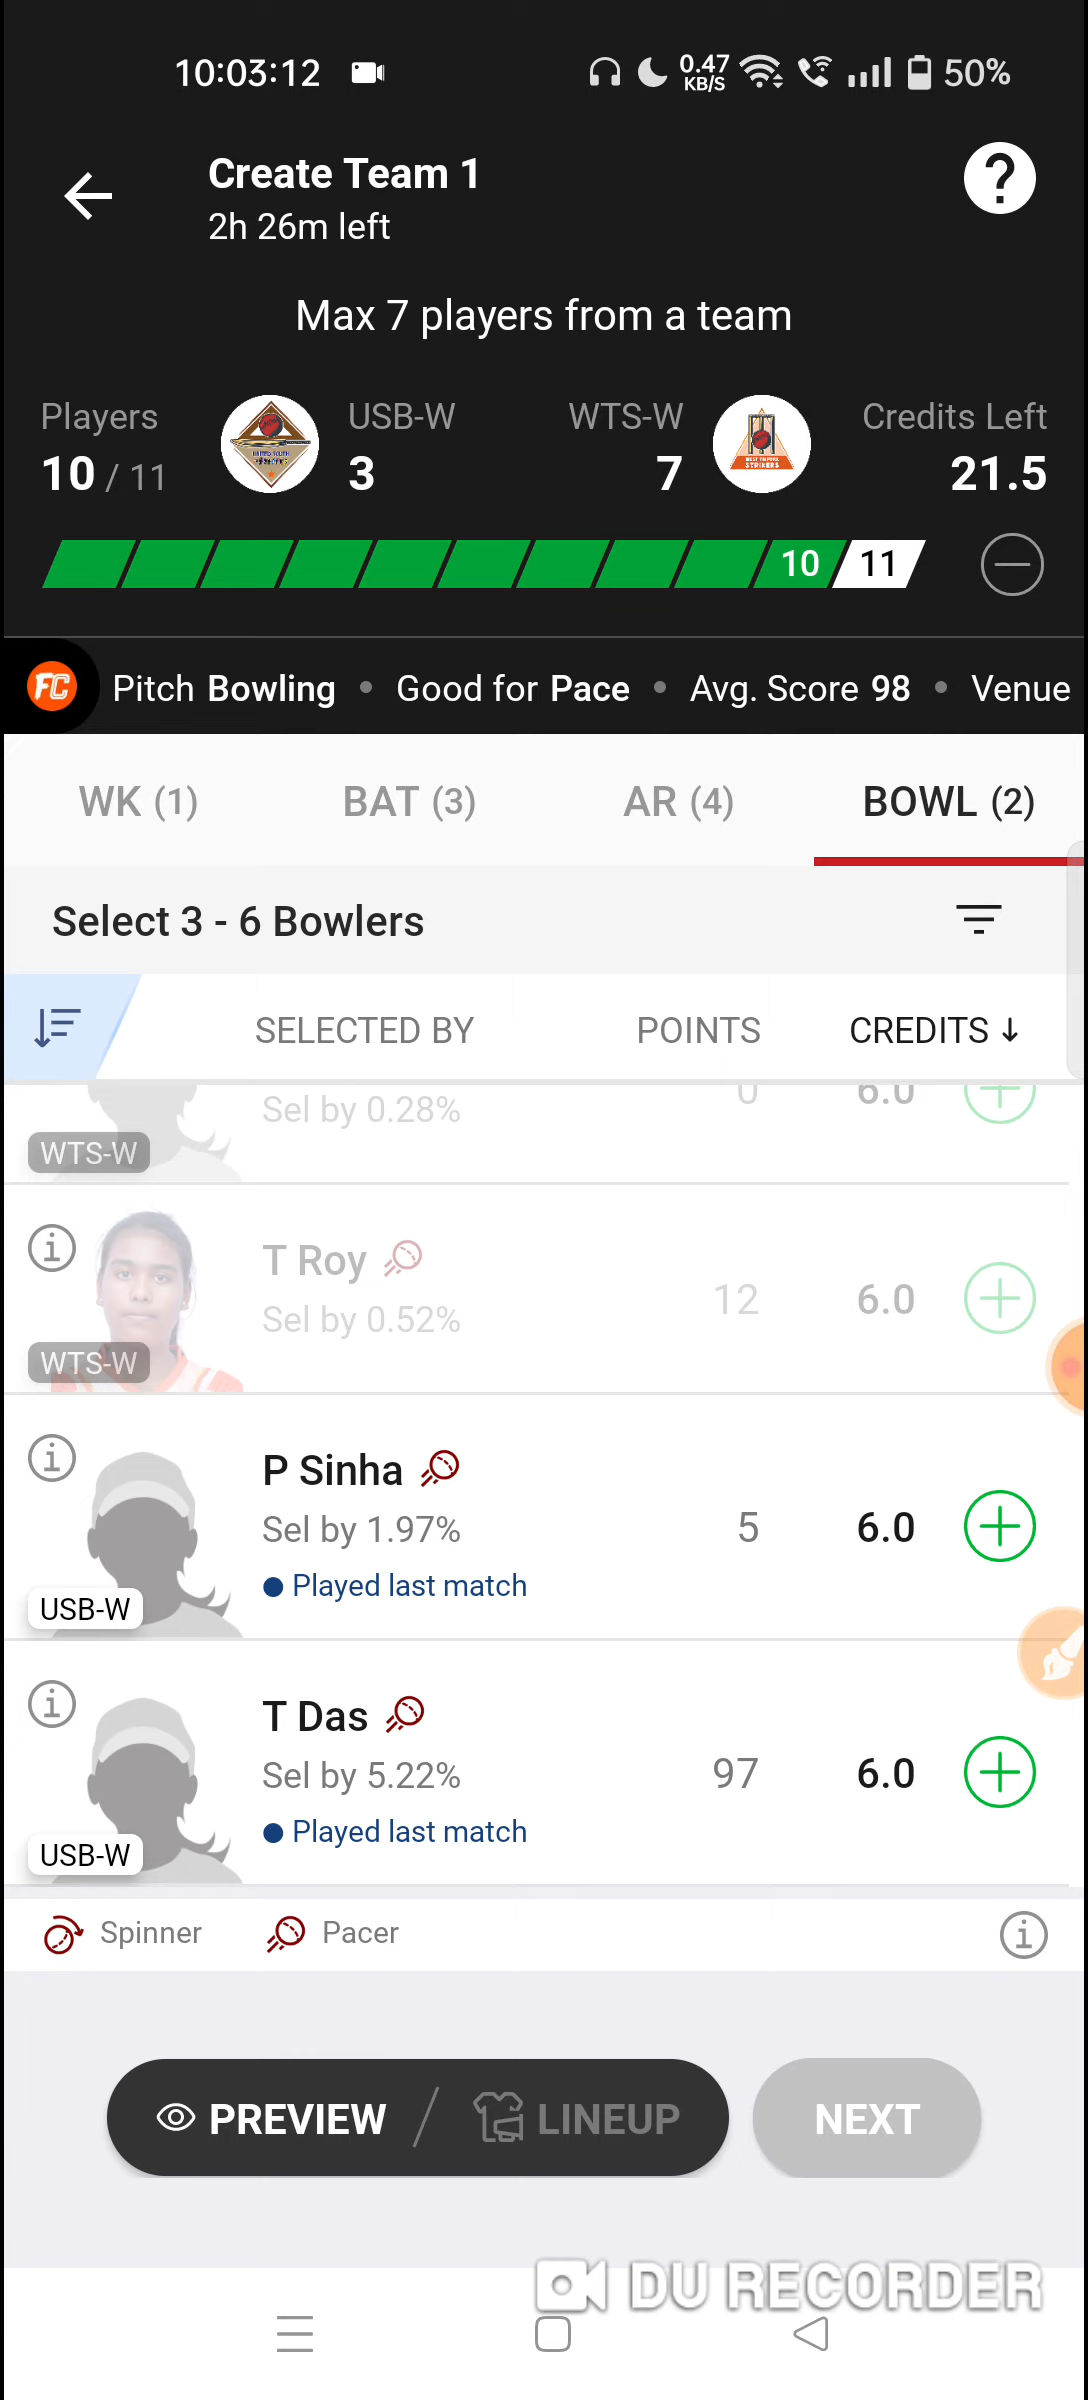 10:03:12 0.47 KB/S 50%
Create Team 1
2h 26m left
Max 7 players from a team
Players USB-W WTS-W Credits Left
10 / 11 3 7 21.5
10 11
FC Pitch Bowling • Good for Pace • Avg. Score 98 • Venue
WK (1) BAT (3) AR (4) BOWL (2)
Select 3 - 6 Bowlers
SELECTED BY POINTS CREDITS ↓
Sel by 0.28% 0 6.0
WTS-W
T Roy
Sel by 0.52% 12 6.0
WTS-W
P Sinha
Sel by 1.97% 5 6.0
Played last match
USB-W
T Das
Sel by 5.22% 97 6.0
Played last match
USB-W
Spinner Pacer
PREVIEW / LINEUP NEXT
DU RECORDER